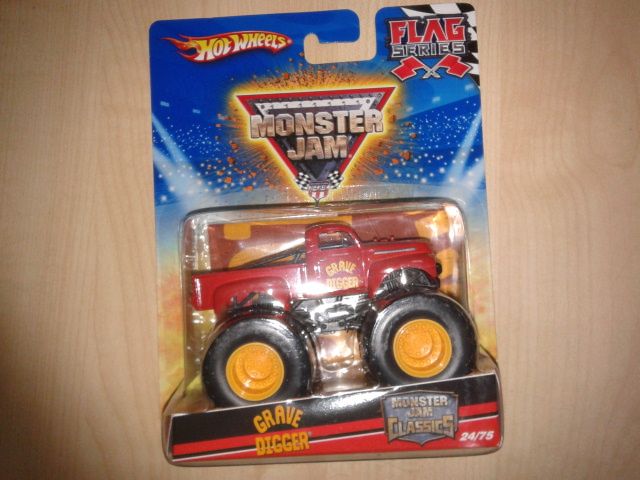 Hot Wheels
FLAG
SERIES
MONSTER
JAM
GRAVE
DIGGER
GRAVE
DIGGER
MONSTER
JAM
CLASSICS
24/75